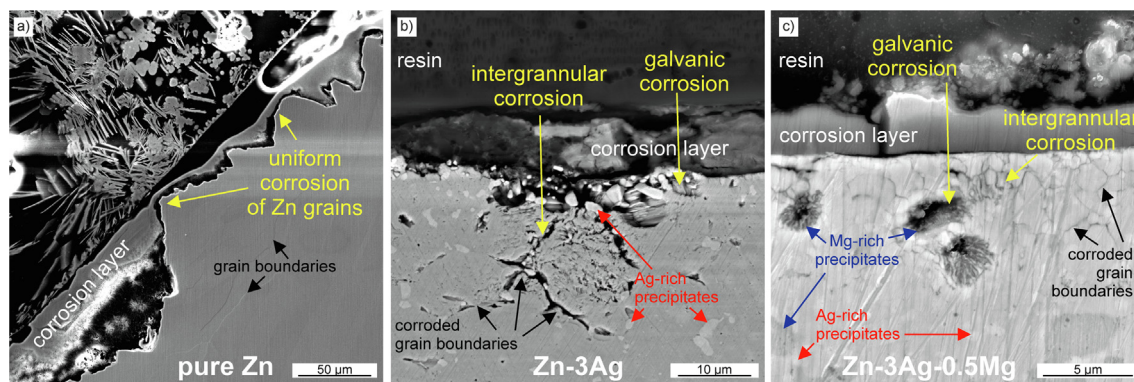 a)
uniform
corrosion
of Zn grains
grain boundaries
corrosion layer
pure Zn
50 µm
b)
resin
intergrannular
corrosion
galvanic
corrosion
corrosion layer
Ag-rich
precipitates
corroded
grain boundaries
Zn-3Ag
10 µm
c)
resin
galvanic
corrosion
corrosion layer
intergrannular
corrosion
Mg-rich
precipitates
corroded
grain
boundaries
Ag-rich
precipitates
Zn-3Ag-0.5Mg
5 µm